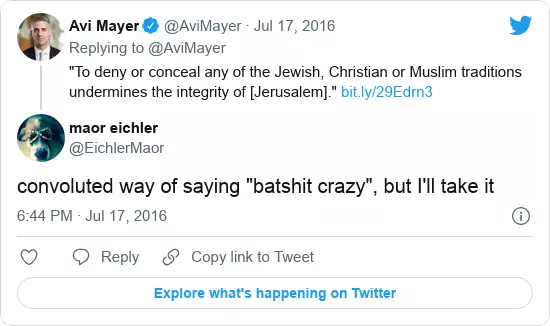 Avi Mayer @AviMayer · Jul 17, 2016
Replying to @AviMayer
"To deny or conceal any of the Jewish, Christian or Muslim traditions
undermines the integrity of [Jerusalem]." bit.ly/29Edrn3
maor eichler
@EichlerMaor
convoluted way of saying "batshit crazy", but I'll take it
6:44 PM · Jul 17, 2016
Reply Copy link to Tweet
Explore what's happening on Twitter